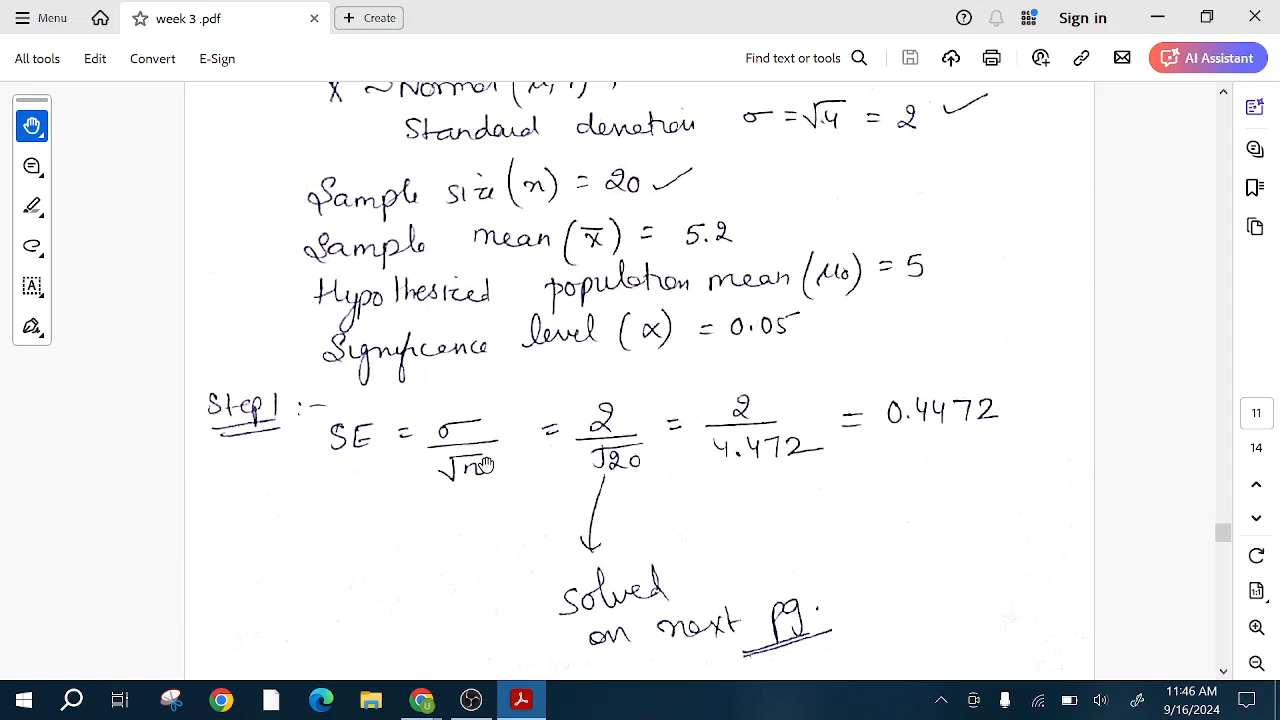 Menu
week 3 .pdf
Create
Sign in
All tools Edit Convert E-Sign
Find text or tools
AI Assistant
X ~ Normal (μ,
Standard deviation σ = √4 = 2 ✓
Sample size (n) = 20 ✓
Sample mean (x̄) = 5.2
Hypothesized population mean (μ0) = 5
Significence level (α) = 0.05
Step 1 :-
SE = σ/√n = 2/√20 = 2/4.472 = 0.4472
solved
on next pg.
11
14
11:46 AM
9/16/2024